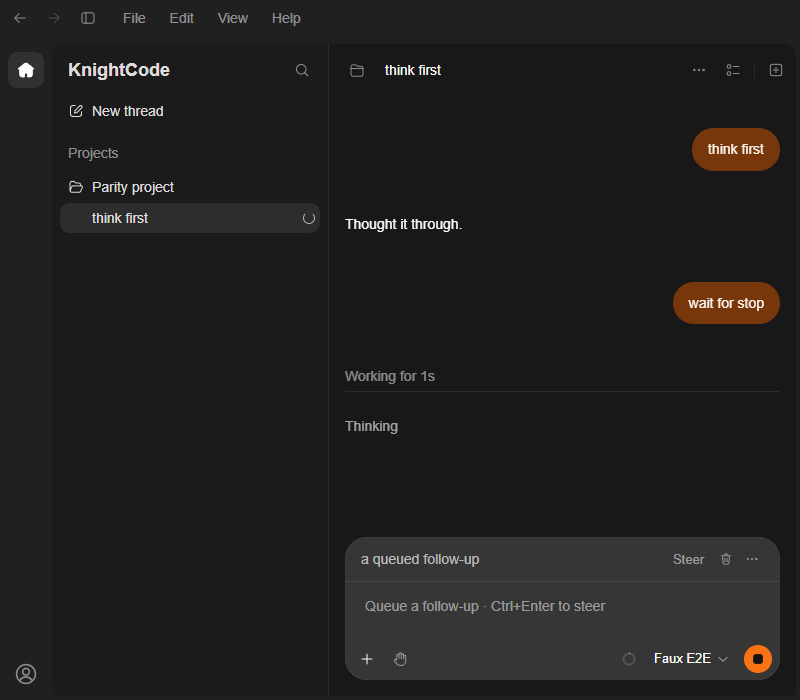 File Edit View Help
KnightCode
New thread
Projects
Parity project
think first
think first
think first
Thought it through.
wait for stop
Working for 1s
Thinking
a queued follow-up Steer
Queue a follow-up · Ctrl+Enter to steer
Faux E2E